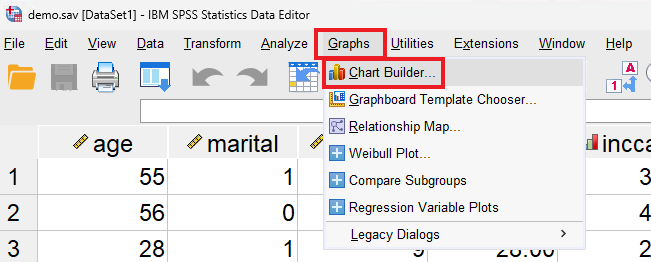 demo.sav [DataSet1] - IBM SPSS Statistics Data Editor
File Edit View Data Transform Analyze Graphs Utilities Extensions Window Help
Chart Builder...
A
1
Graphboard Template Chooser...
Relationship Map...
age marital incca
Weibull Plot...
1 55 1 3
Compare Subgroups
2 56 0 4
Regression Variable Plots
Legacy Dialogs
3 28 1 9 28.00 2